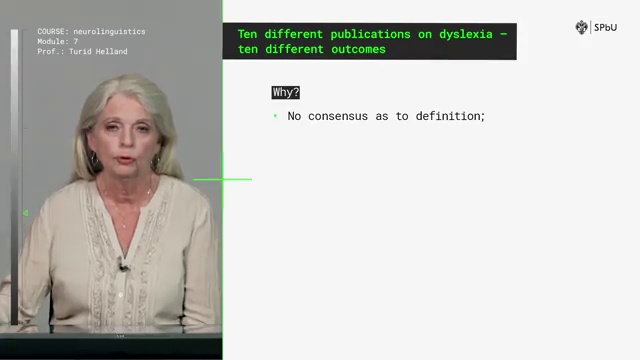 COURSE: neurolinguistics
Module: 7
Prof.: Turid Helland
Ten different publications on dyslexia —
ten different outcomes
SPbU
Why?
• No consensus as to definition;